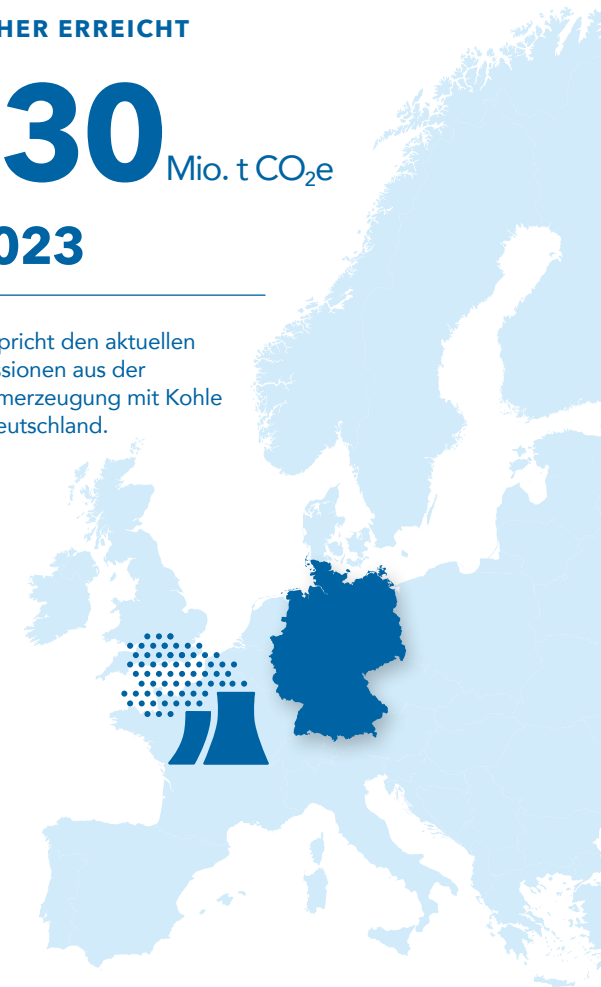 HER ERREICHT
30 Mio. t CO₂e
023
pricht den aktuellen
sionen aus der
merzeugung mit Kohle
eutschland.